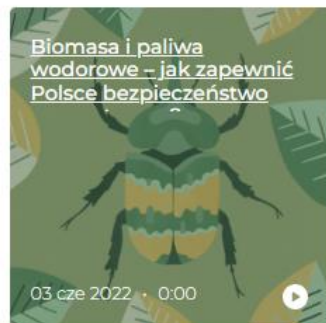 Biomasa i paliwa
wodorowe – jak zapewnić
Polsce bezpieczeństwo
03 cze 2022 · 0:00